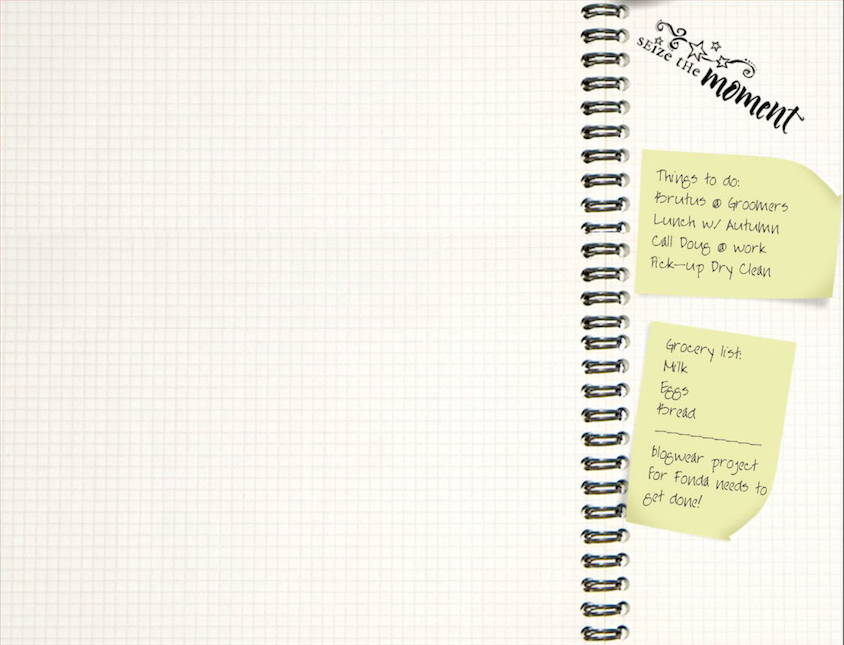 sEIze tHe moment
Things to do:
Brutus @ Groomers
Lunch w/ Autumn
Call Doug @ work
Pick-up Dry Clean
Grocery list:
Milk
Eggs
Bread
blogwear project
for Fonda needs to
get done!